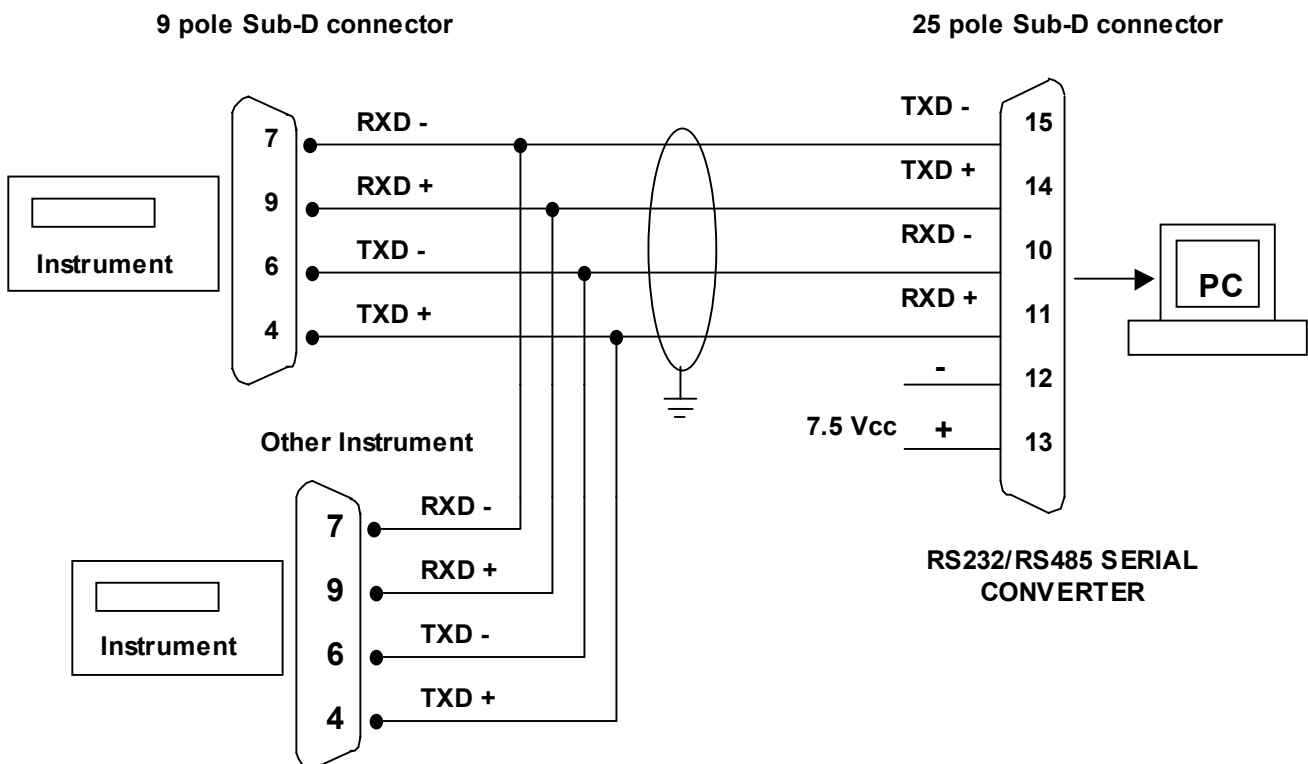 9 pole Sub-D connector
25 pole Sub-D connector
7
RXD -
9
RXD +
6
TXD -
4
TXD +
Instrument
TXD -
15
TXD +
14
RXD -
10
RXD +
11
-
12
7.5 Vcc
+
13
PC
Other Instrument
7
RXD -
9
RXD +
6
TXD -
4
TXD +
Instrument
RS232/RS485 SERIAL
CONVERTER